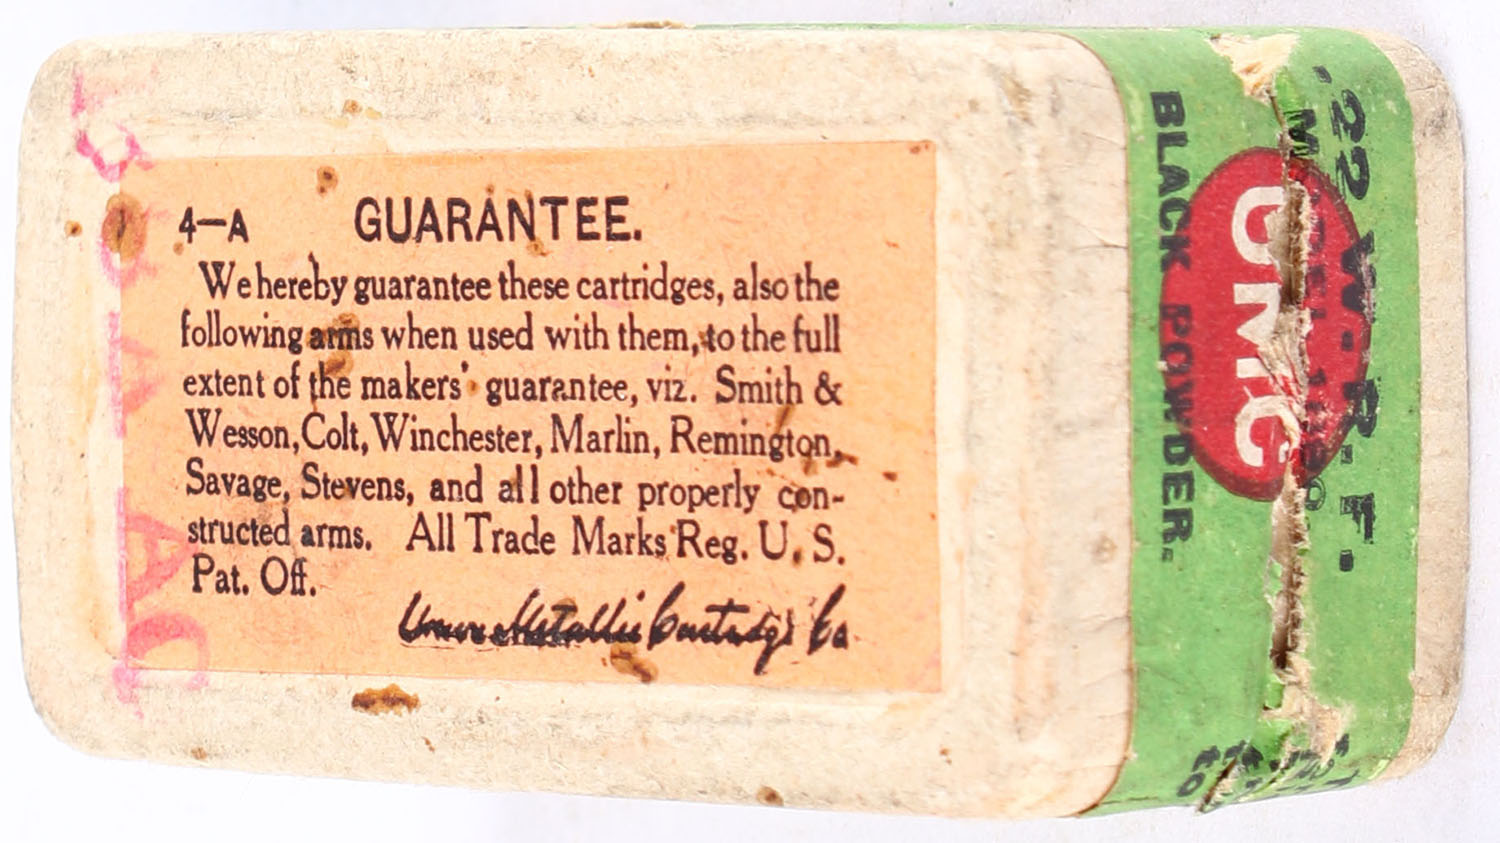 4—A GUARANTEE.
We hereby guarantee these cartridges, also the
following arms when used with them, to the full
extent of the makers' guarantee, viz. Smith &
Wesson, Colt, Winchester, Marlin, Remington,
Savage, Stevens, and all other properly con-
structed arms. All Trade Marks Reg. U. S.
Pat. Off.
Union Metallic Cartridge Co
.22 W. R. F.
UMC
BLACK POWDER.